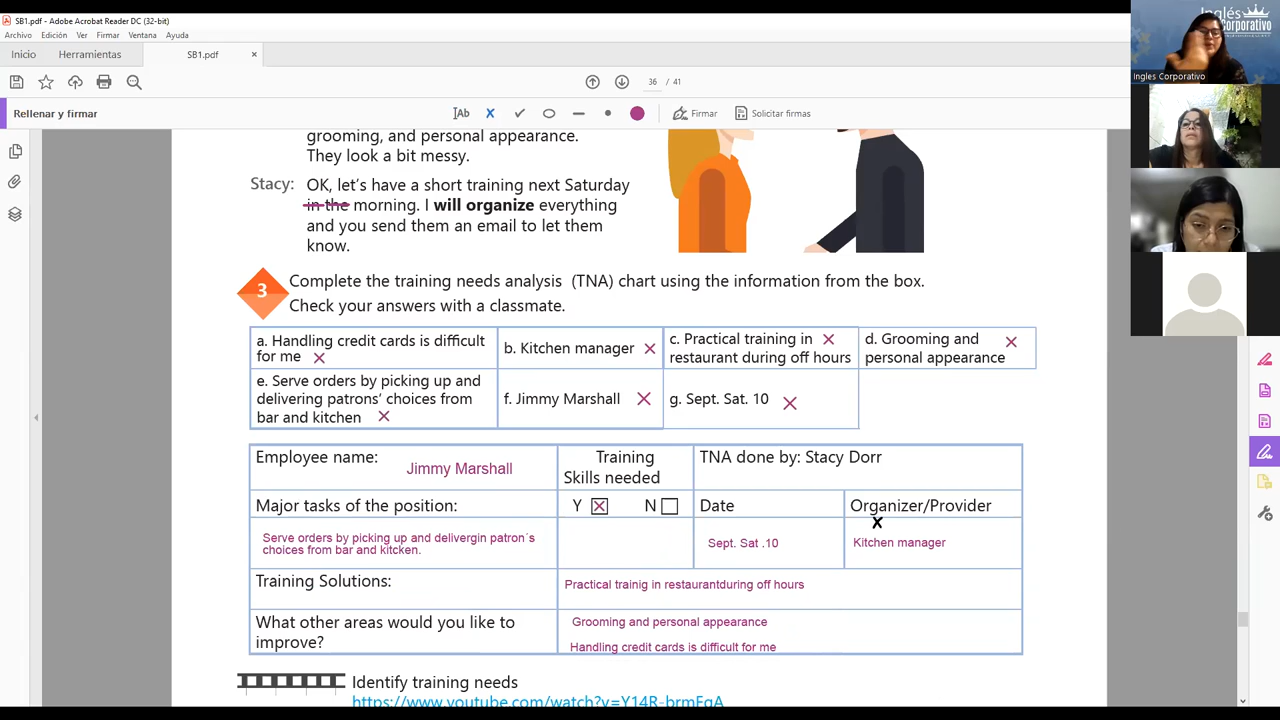 SB1.pdf - Adobe Acrobat Reader DC (32-bit)
Archivo Edición Ver Firmar Ventana Ayuda
Inicio Herramientas SB1.pdf ×
36 / 41
Rellenar y firmar
Ab
Firmar
Solicitar firmas
Inglés
Corporativo
Ingles Corporativo
grooming, and personal appearance.
They look a bit messy.
Stacy: OK, let's have a short training next Saturday
in the morning. I will organize everything
and you send them an email to let them
know.
3 Complete the training needs analysis (TNA) chart using the information from the box.
Check your answers with a classmate.
a. Handling credit cards is difficult
for me
b. Kitchen manager
c. Practical training in
restaurant during off hours
d. Grooming and
personal appearance
e. Serve orders by picking up and
delivering patrons' choices from
bar and kitchen
f. Jimmy Marshall
g. Sept. Sat. 10
Employee name: Jimmy Marshall
Training
Skills needed
TNA done by: Stacy Dorr
Major tasks of the position:
Y N
Date
Organizer/Provider
Serve orders by picking up and delivergin patron´s
choices from bar and kitcken.
Sept. Sat .10
Kitchen manager
Training Solutions:
Practical trainig in restaurantduring off hours
What other areas would you like to
improve?
Grooming and personal appearance
Handling credit cards is difficult for me
Identify training needs
https://www.youtube.com/watch?v=Y14R-brmEgA